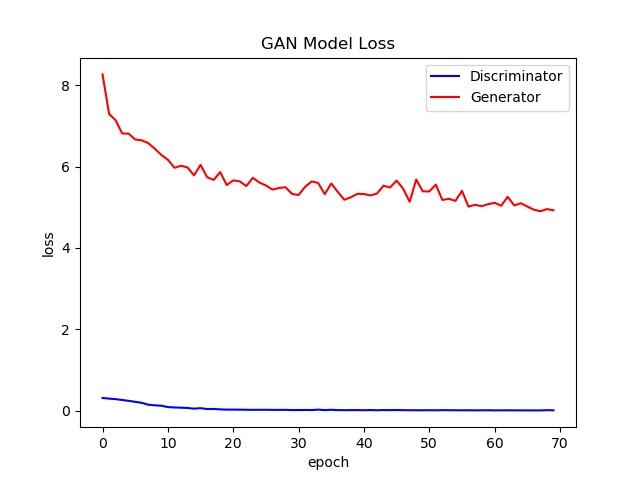 GAN Model Loss
Discriminator
Generator
8
6
4
2
0
loss
0 10 20 30 40 50 60 70
epoch